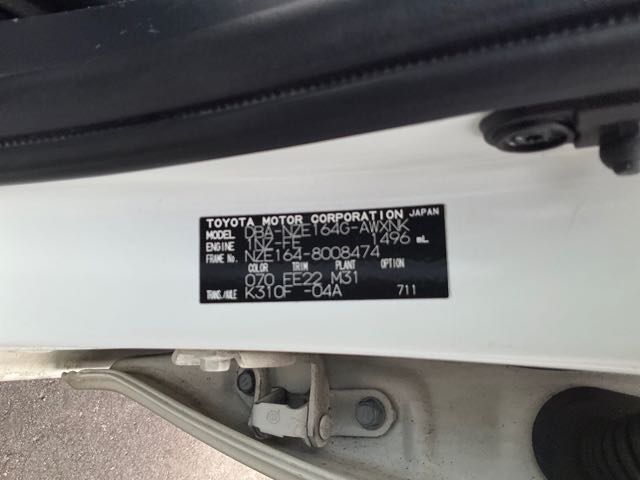 TOYOTA MOTOR CORPORATION JAPAN
MODEL DBA-NZE164G-AWXNK
ENGINE 1NZ-FE 1496 mL
FRAME No. NZE164-8008474
COLOR TRIM PLANT OPTION
070 FE22 M31
TRANS./AXLE K310F -04A 711